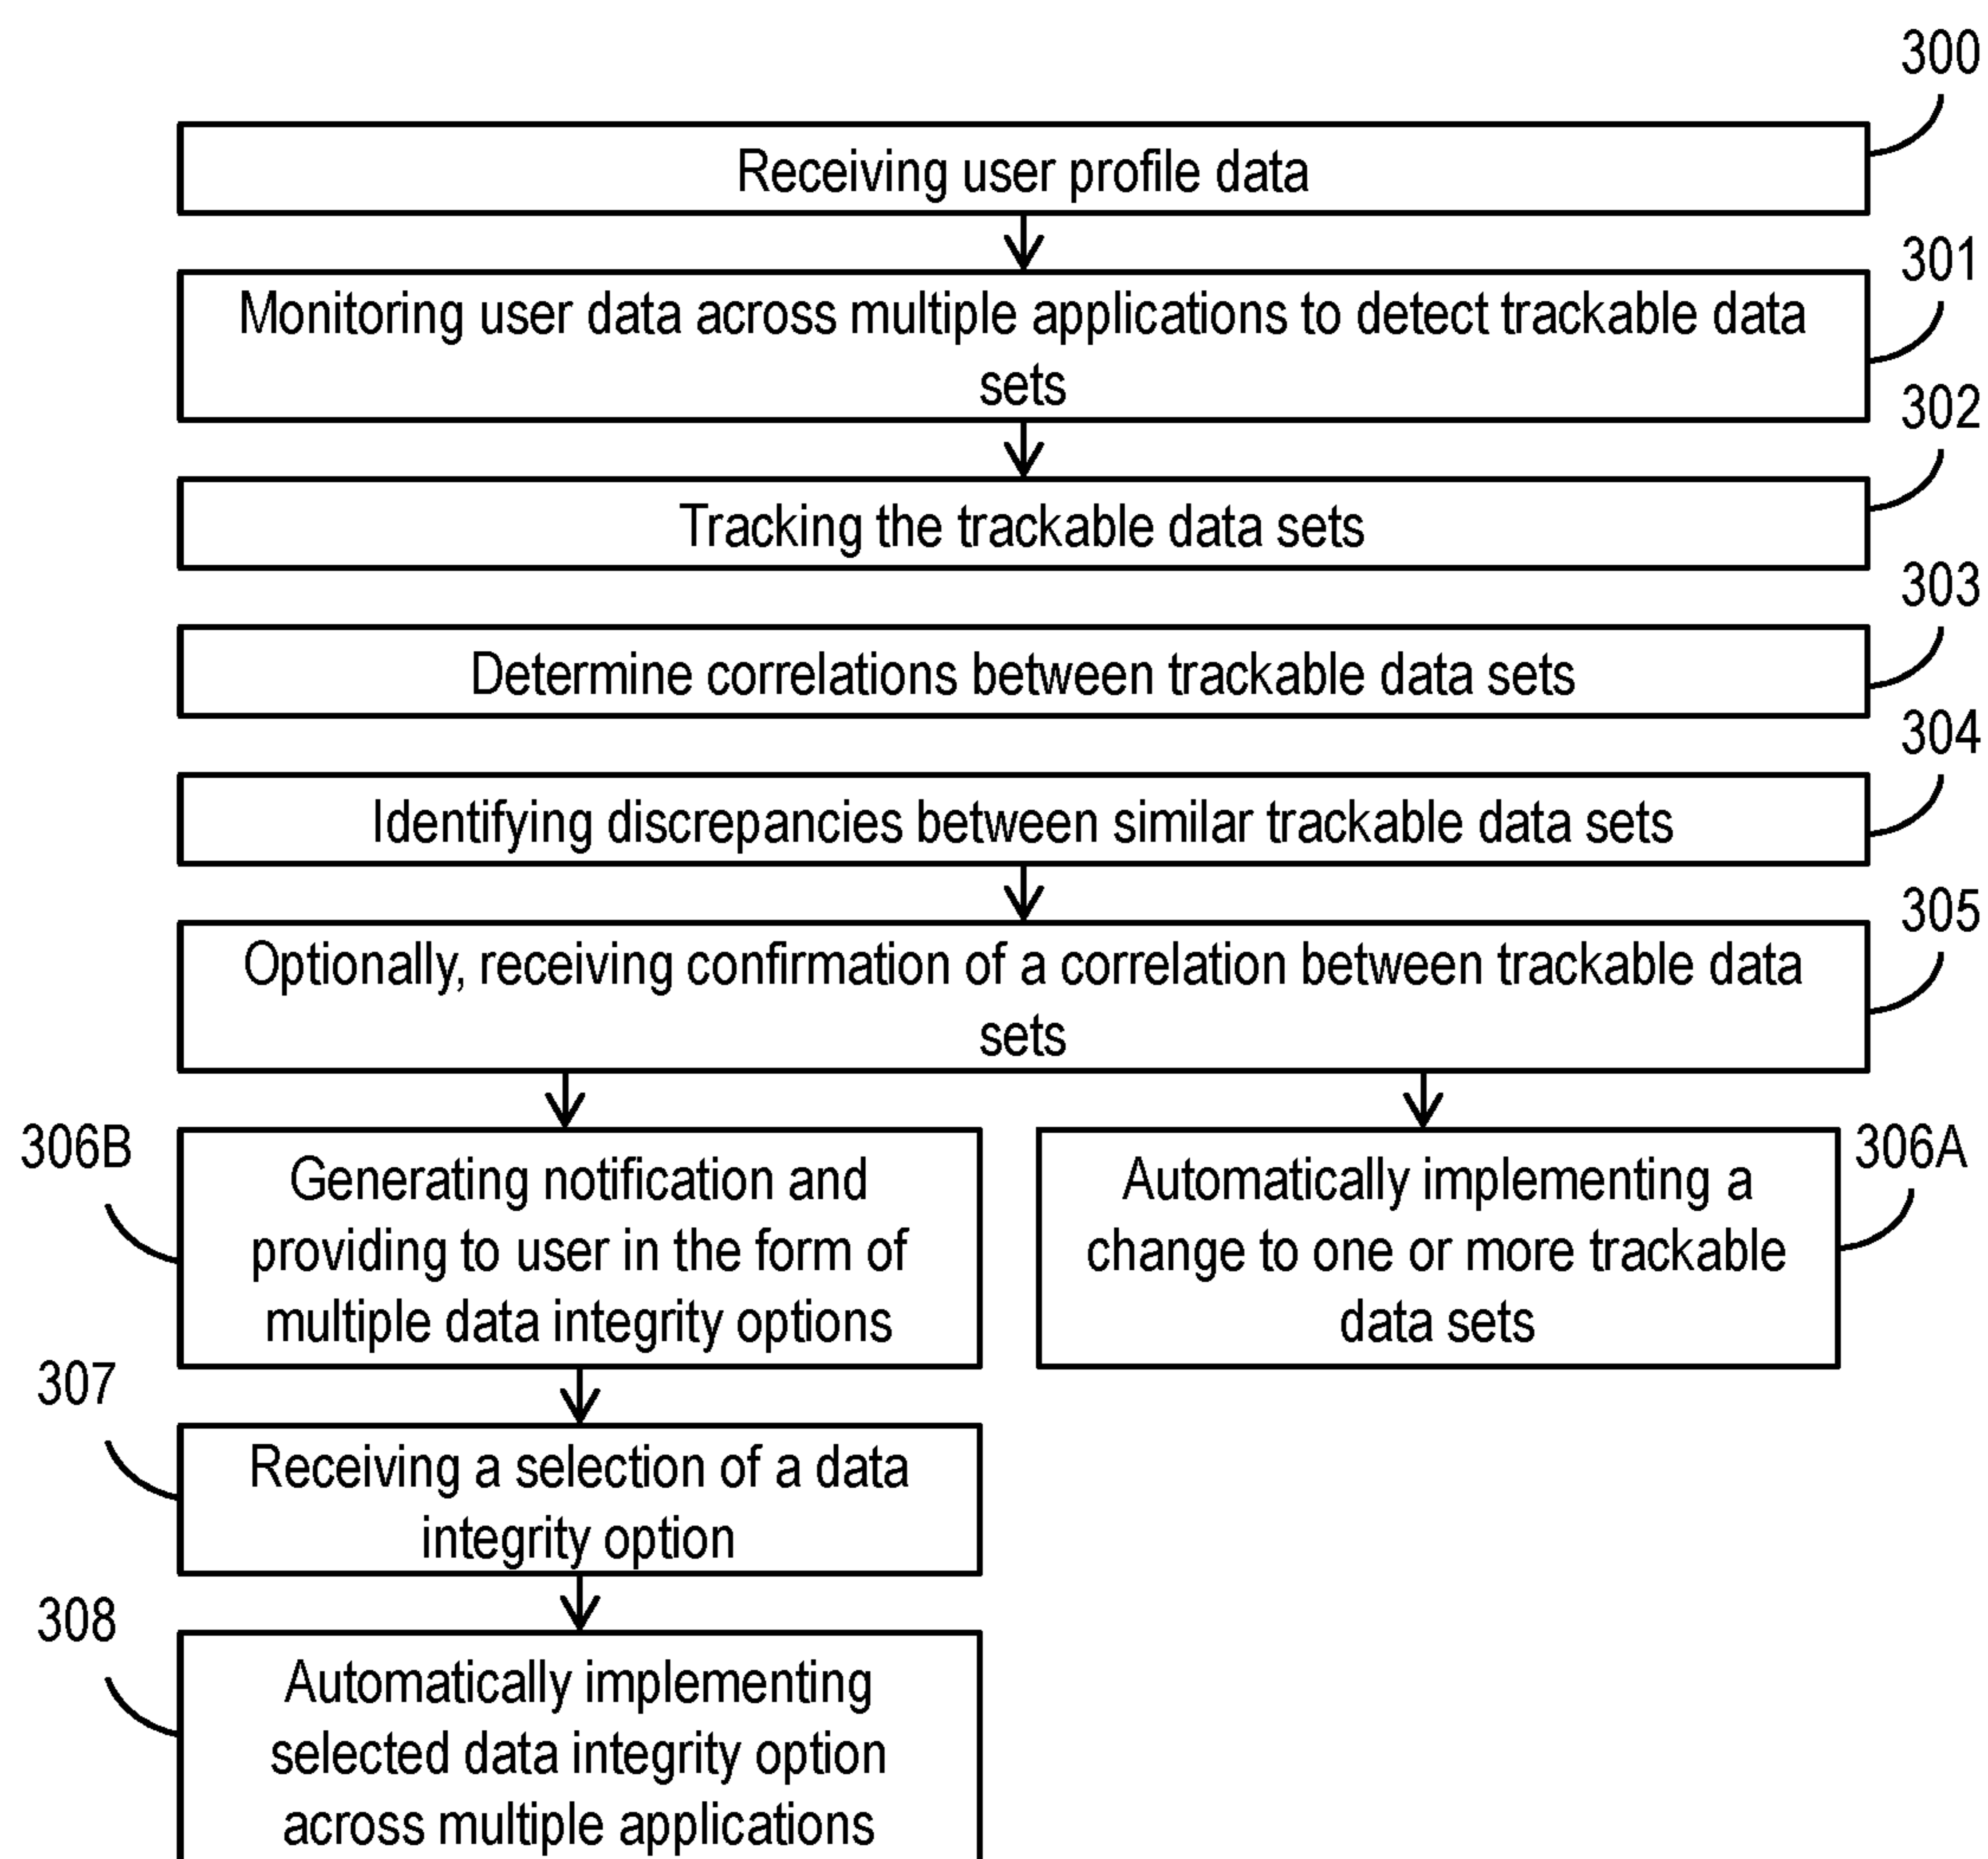 300
Receiving user profile data
301
Monitoring user data across multiple applications to detect trackable data
sets
302
Tracking the trackable data sets
303
Determine correlations between trackable data sets
304
Identifying discrepancies between similar trackable data sets
305
Optionally, receiving confirmation of a correlation between trackable data
sets
306B
Generating notification and
providing to user in the form of
multiple data integrity options
306A
Automatically implementing a
change to one or more trackable
data sets
307
Receiving a selection of a data
integrity option
308
Automatically implementing
selected data integrity option
across multiple applications